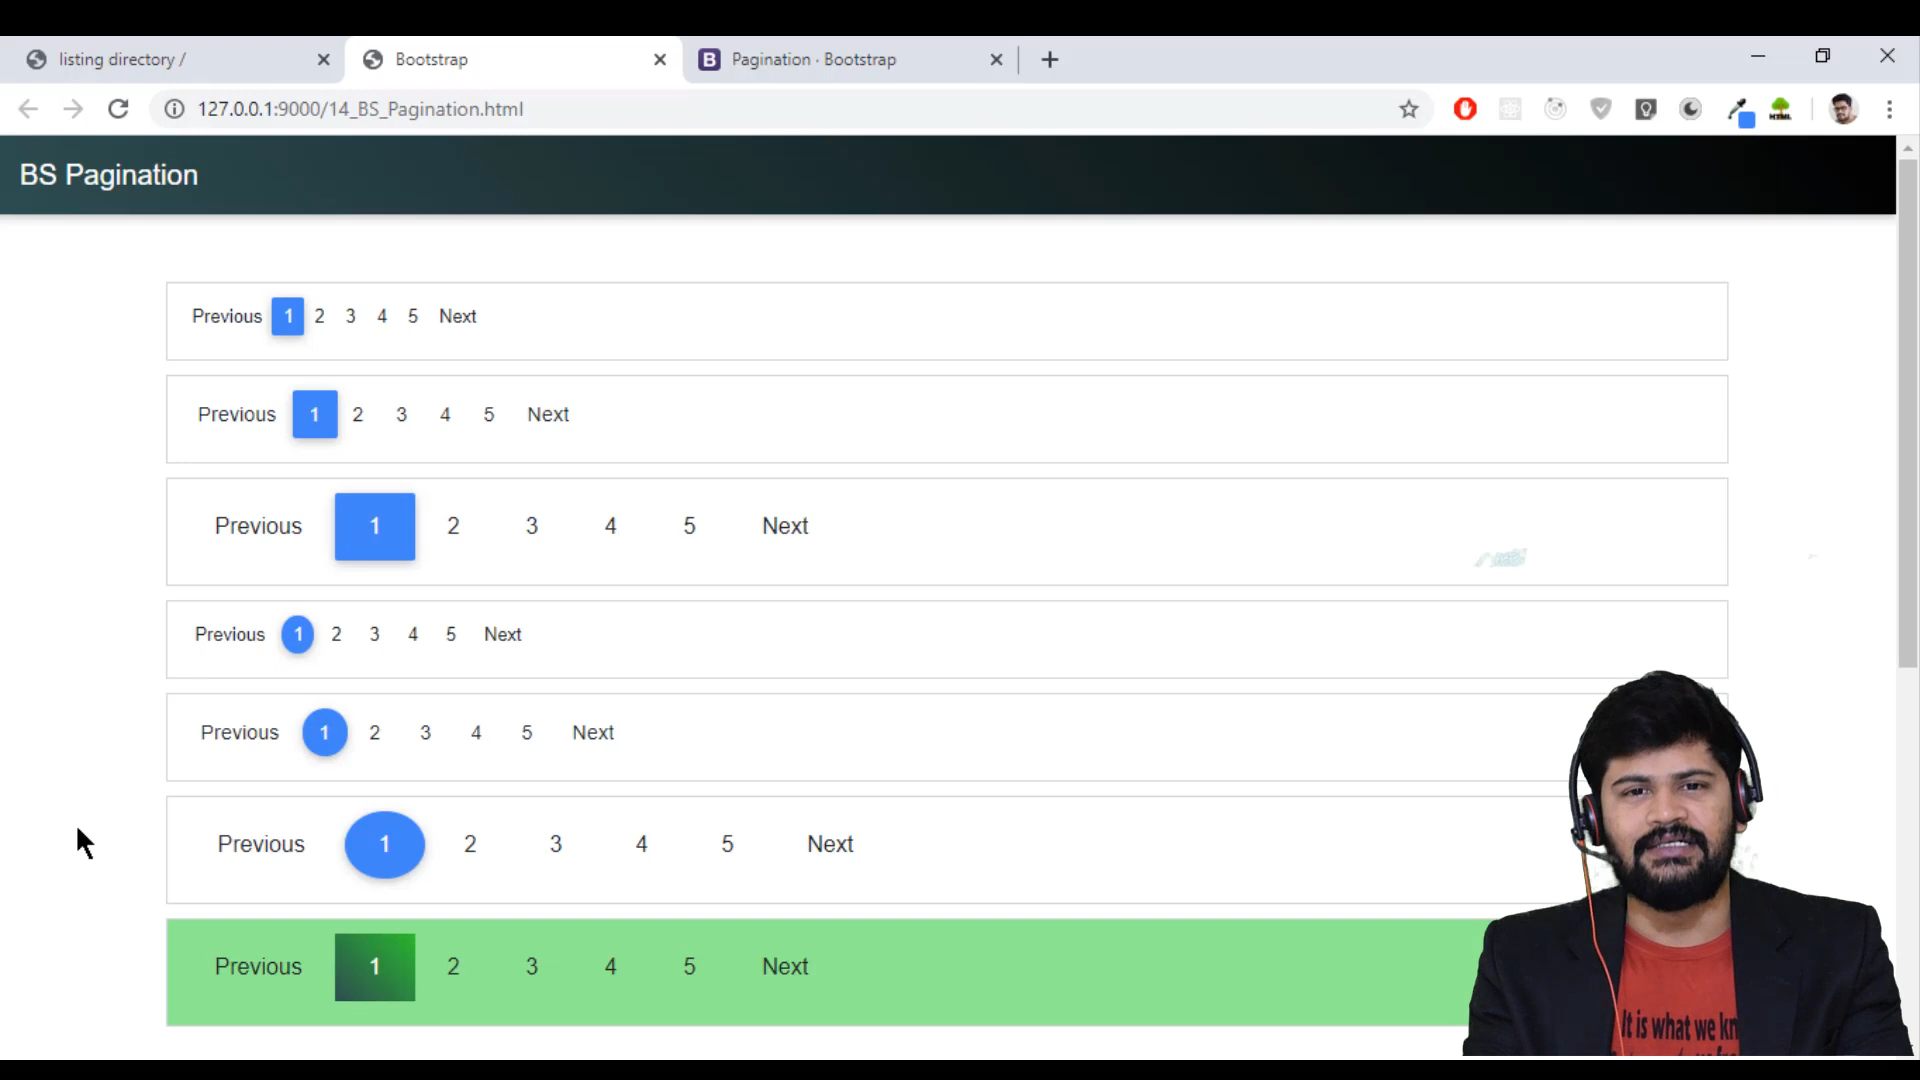 listing directory /
Bootstrap
B
Pagination · Bootstrap
127.0.0.1:9000/14_BS_Pagination.html
HTML
BS Pagination
Previous 1 2 3 4 5 Next
Previous 1 2 3 4 5 Next
Previous 1 2 3 4 5 Next
Previous 1 2 3 4 5 Next
Previous 1 2 3 4 5 Next
Previous 1 2 3 4 5 Next
Previous 1 2 3 4 5 Next
It is what we